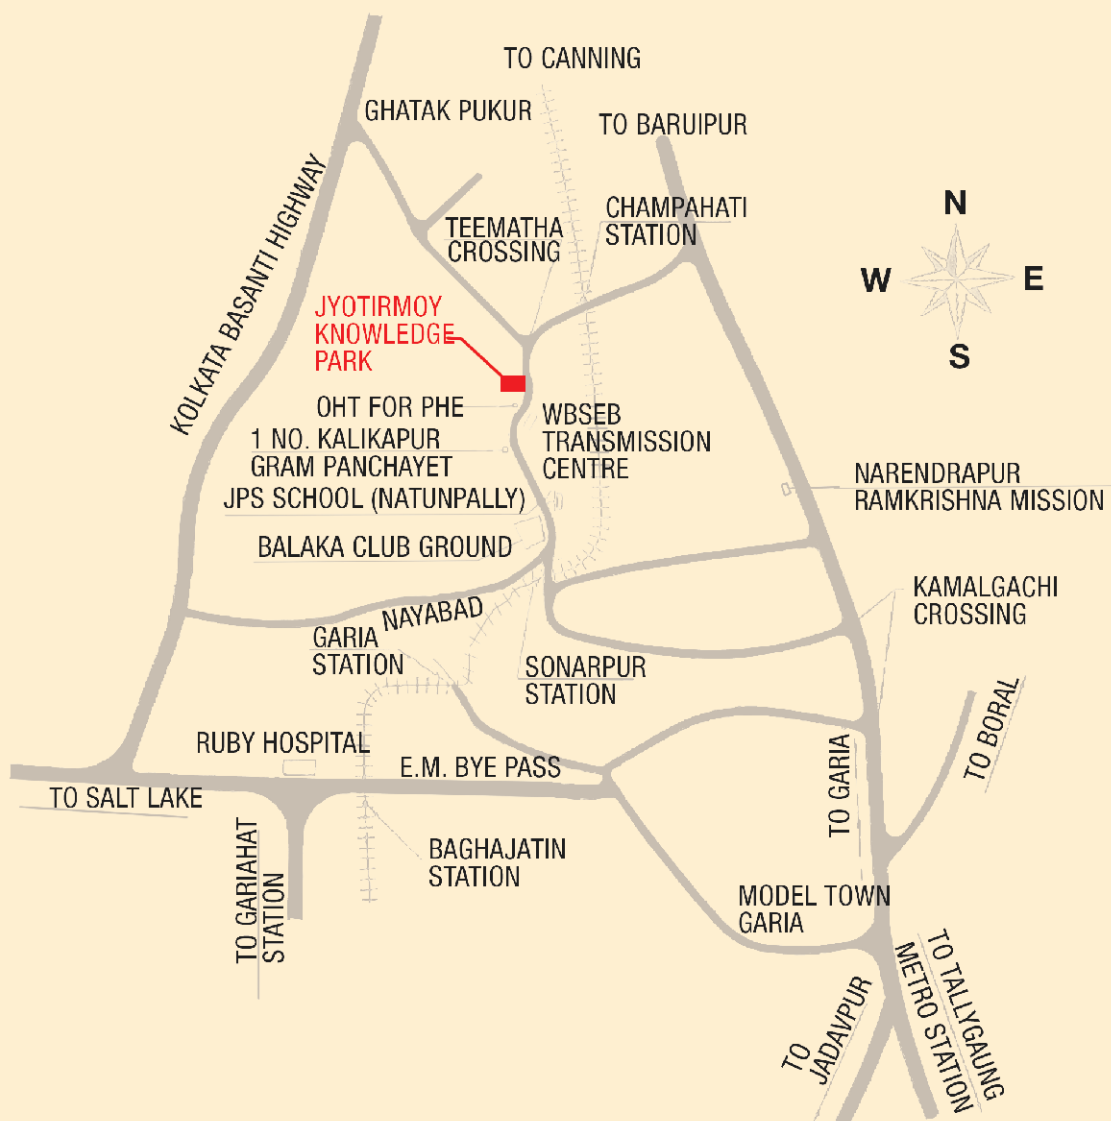 TO CANNING
GHATAK PUKUR
TO BARUIPUR
KOLKATA BASANTI HIGHWAY
TEEMATHA
CROSSING
CHAMPAHATI
STATION
N
W
E
S
JYOTIRMOY
KNOWLEDGE
PARK
OHT FOR PHE
1 NO. KALIKAPUR
GRAM PANCHAYET
WBSEB
TRANSMISSION
CENTRE
JPS SCHOOL (NATUNPALLY)
BALAKA CLUB GROUND
NARENDRAPUR
RAMKRISHNA MISSION
KAMALGACHI
CROSSING
NAYABAD
GARIA
STATION
SONARPUR
STATION
RUBY HOSPITAL
E.M. BYE PASS
TO SALT LAKE
TO GARIA
TO BORAL
TO GARIAHAT
STATION
BAGHAJATIN
STATION
MODEL TOWN
GARIA
TO
JADAVPUR
TO TALLYGAUNG
METRO STATION